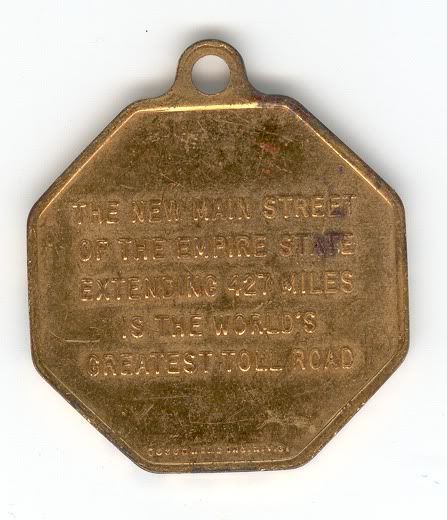 THE NEW MAIN STREET
OF THE EMPIRE STATE
EXTENDING 427 MILES
IS THE WORLD'S
GREATEST TOLL ROAD